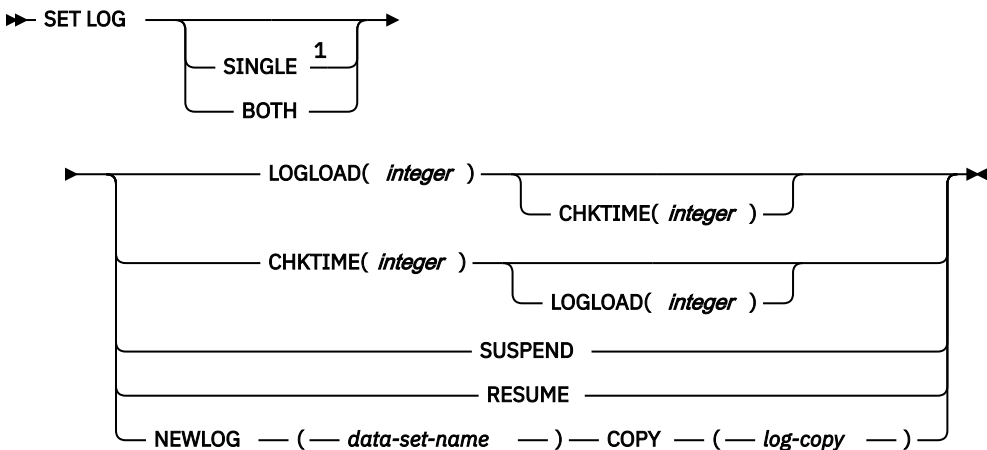 SET LOG
SINGLE 1
BOTH
LOGLOAD( integer )
CHKTIME( integer )
CHKTIME( integer )
LOGLOAD( integer )
SUSPEND
RESUME
NEWLOG ( data-set-name ) COPY ( log-copy )